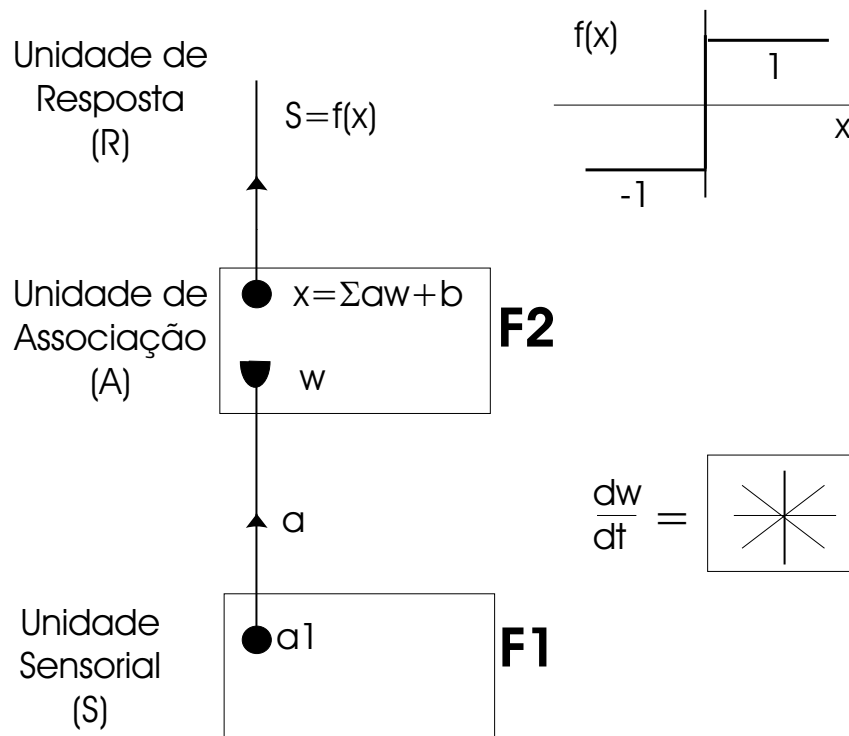 Unidade de
Resposta
(R)
S=f(x)
f(x)
1
x
-1
Unidade de
Associação
(A)
x=Σaw+b
w
F2
a
dw
dt
=
Unidade
Sensorial
(S)
a1
F1